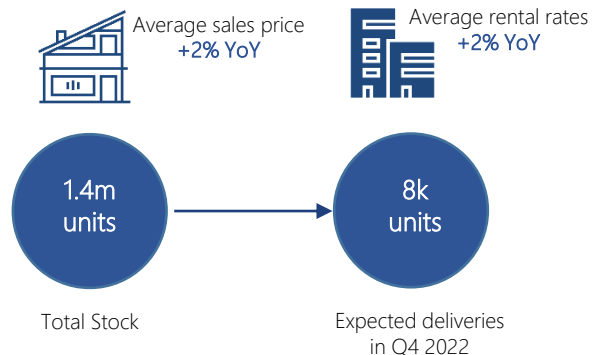 Average sales price
+2% YoY
Average rental rates
+2% YoY
1.4m
units
8k
units
Total Stock
Expected deliveries
in Q4 2022